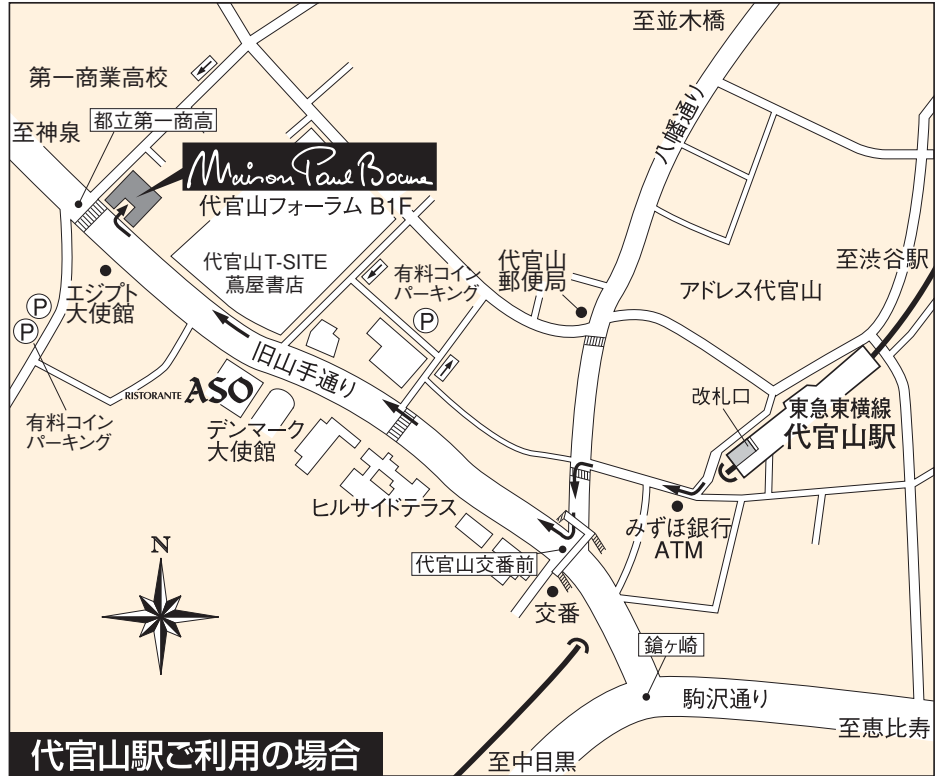 至並木橋
第一商業高校
都立第一商高
至神泉
八幡通り
Maison Paul Bocuse
代官山フォーラム B1F
代官山T-SITE
蔦屋書店
有料コイン
パーキング
P
代官山
郵便局
至渋谷駅
アドレス代官山
エジプト
大使館
P
P
旧山手通り
RISTORANTE ASO
有料コイン
パーキング
デンマーク
大使館
改札口
東急東横線
代官山駅
ヒルサイドテラス
みずほ銀行
ATM
代官山交番前
N
交番
鎗ヶ崎
駒沢通り
至恵比寿
至中目黒
代官山駅ご利用の場合